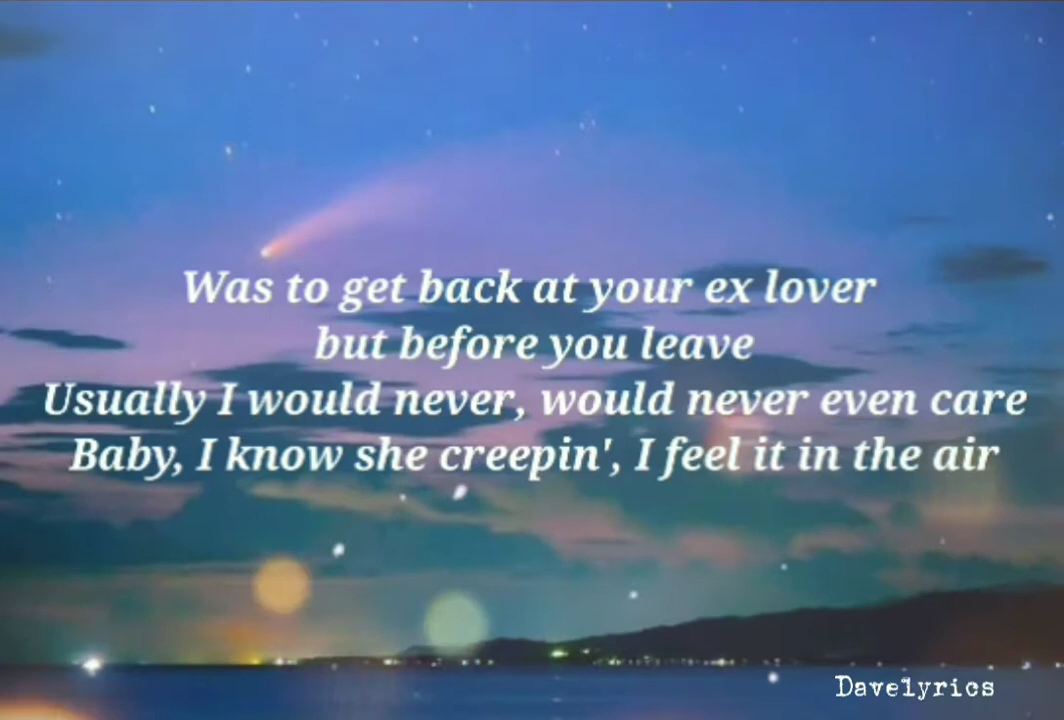 Was to get back at your ex lover
but before you leave
Usually I would never, would never even care
Baby, I know she creepin', I feel it in the air
Davelyrics